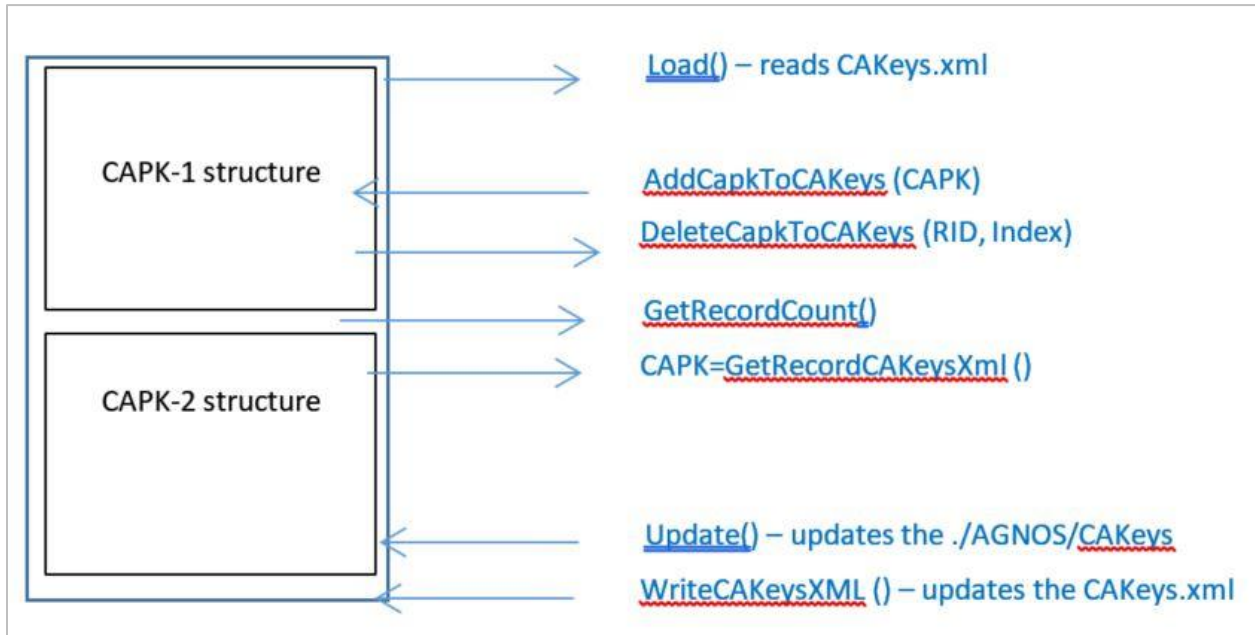 Load() – reads CAKeys.xml
CAPK-1 structure
AddCapkToCAKeys (CAPK)
DeleteCapkToCAKeys (RID, Index)
GetRecordCount()
CAPK=GetRecordCAKeysXml ()
CAPK-2 structure
Update() – updates the ./AGNOS/CAKeys
WriteCAKeysXML () – updates the CAKeys.xml